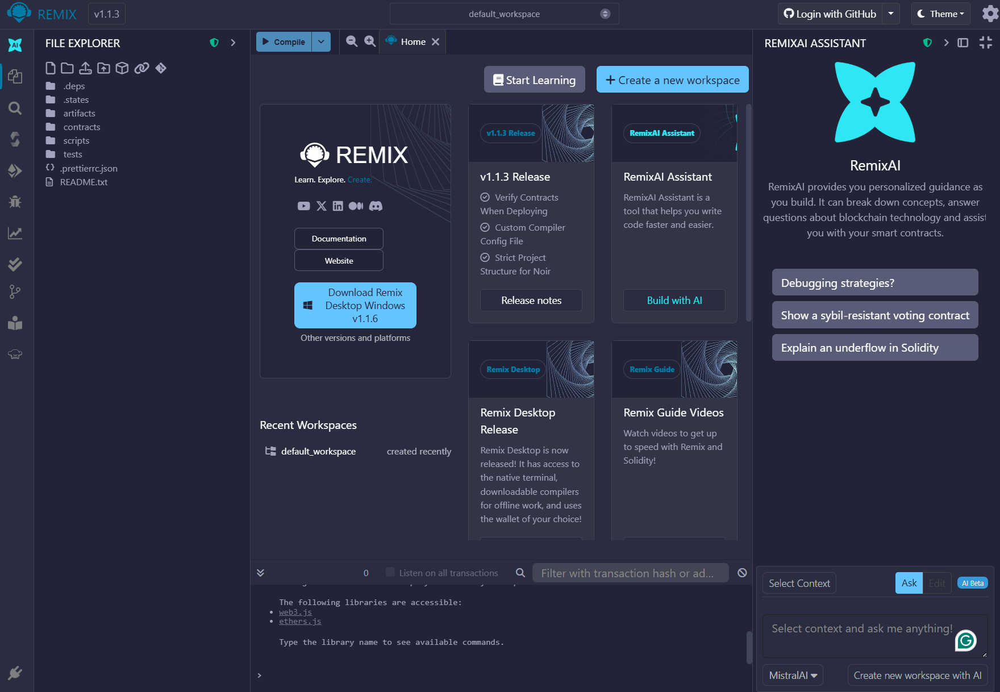 REMIX
v1.1.3
default_workspace
Login with GitHub
Theme
AI
FILE EXPLORER
.deps
.states
artifacts
contracts
scripts
tests
.prettierrc.json
README.txt
Compile
Home
Start Learning
Create a new workspace
REMIX
Learn. Explore. Create.
Documentation
Website
Download Remix
Desktop Windows
v1.1.6
Other versions and platforms
Recent Workspaces
default_workspace
created recently
v1.1.3 Release
v1.1.3 Release
Verify Contracts
When Deploying
Custom Compiler
Config File
Strict Project
Structure for Noir
Release notes
RemixAI Assistant
RemixAI Assistant
RemixAI Assistant is a
tool that helps you write
code faster and easier.
Build with AI
Remix Desktop
Remix Desktop
Release
Remix Desktop is now
released! It has access to
the native terminal,
downloadable compilers
for offline work, and uses
the wallet of your choice!
Remix Guide
Remix Guide Videos
Watch videos to get up
to speed with Remix and
Solidity!
0
Listen on all transactions
Filter with transaction hash or ad...
The following libraries are accessible:
• web3.js
• ethers.js
Type the library name to see available commands.
>
REMIXAI ASSISTANT
RemixAI
RemixAI provides you personalized guidance as
you build. It can break down concepts, answer
questions about blockchain technology and assist
you with your smart contracts.
Debugging strategies?
Show a sybil-resistant voting contract
Explain an underflow in Solidity
Select Context
Ask
Edit
AI Beta
Select context and ask me anything!
MistralAI
Create new workspace with AI